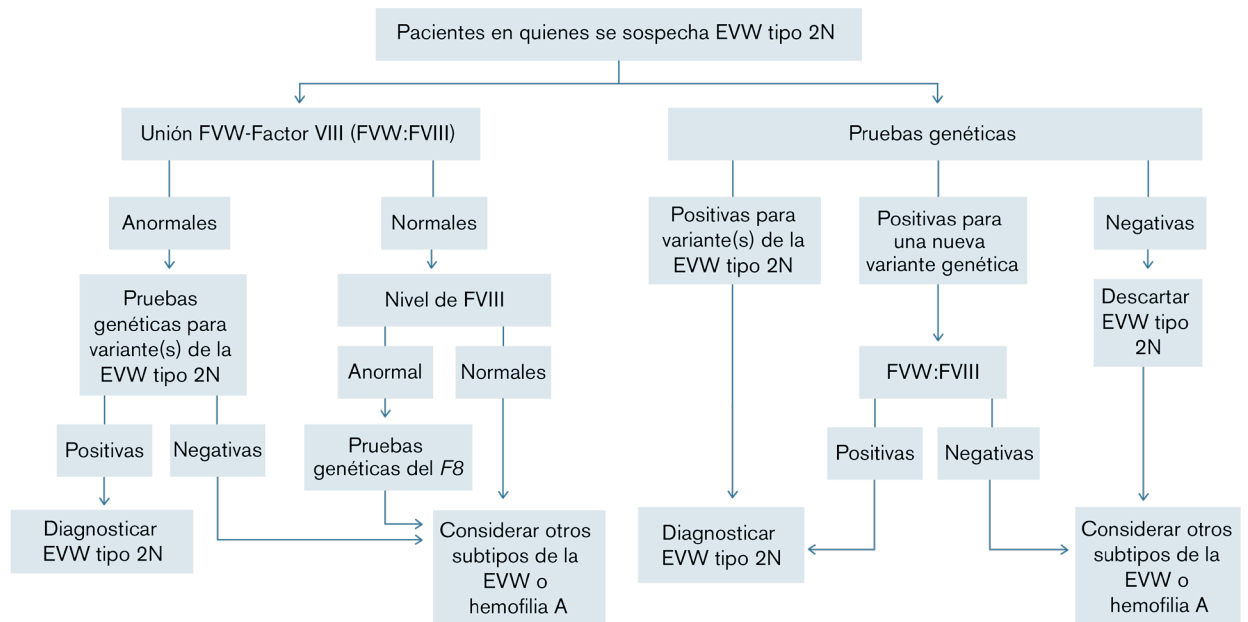 Pacientes en quienes se sospecha EVW tipo 2N
Unión FVW-Factor VIII (FVW:FVIII)
Pruebas genéticas
Anormales
Normales
Positivas para
variante(s) de la
EVW tipo 2N
Positivas para
una nueva
variante genética
Negativas
Pruebas
genéticas para
variante(s) de la
EVW tipo 2N
Nivel de FVIII
Descartar
EVW tipo
2N
Anormal
Normales
FVW:FVIII
Positivas
Negativas
Pruebas
genéticas del F8
Positivas
Negativas
Diagnosticar
EVW tipo 2N
Considerar otros
subtipos de la
EVW o
hemofilia A
Diagnosticar
EVW tipo 2N
Considerar otros
subtipos de la
EVW o
hemofilia A